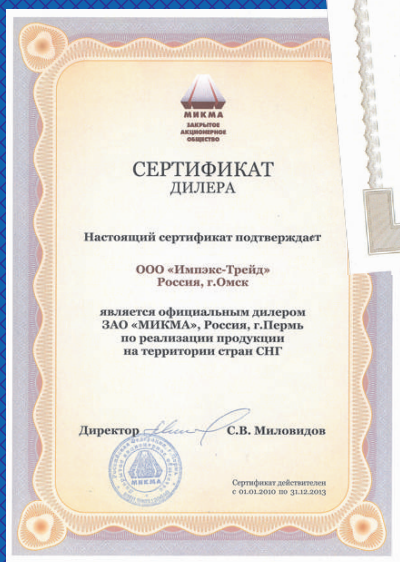 МИКМА
ЗАКРЫТОЕ
АКЦИОНЕРНОЕ
ОБЩЕСТВО
СЕРТИФИКАТ
ДИЛЕРА
Настоящий сертификат подтверждает
ООО «Импэкс-Трейд»
Россия, г.Омск
является официальным дилером
ЗАО «МИКМА», Россия, г.Пермь
по реализации продукции
на территории стран СНГ
Директор С.В. Миловидов
МИКМА
Сертификат действителен
с 01.01.2010 по 31.12.2013